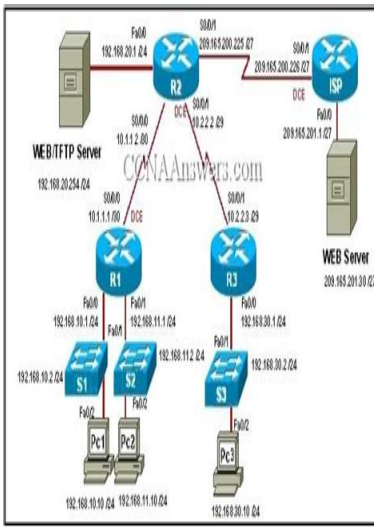 Fa0/0
192.168.20.1 /24
R2
S0/1/0
209.165.200.225 /27
S0/0/1
209.165.200.226 /27
DCE
ISP
Fa0/0
209.165.201.1 /27
WEB/TFTP Server
192.168.20.254 /24
DCE
S0/0/0
10.1.1.2 /30
S0/0/1
10.2.2.2 /29
CCNAAnswers.com
S0/0/0
10.1.1.1 /30
DCE
S0/0/1
10.2.2.3 /29
WEB Server
209.165.201.30 /27
R1
R3
Fa0/0
192.168.10.1 /24
Fa0/1
192.168.11.1 /24
Fa0/0
192.168.30.1 /24
Fa0/1
192.168.10.2 /24
S1
S2
192.168.11.2 /24
Fa0/1
S3
192.168.30.2 /24
Fa0/2
Fa0/2
Fa0/2
Pc1
Pc2
Pc3
192.168.10.10 /24
192.168.11.10 /24
192.168.30.10 /24